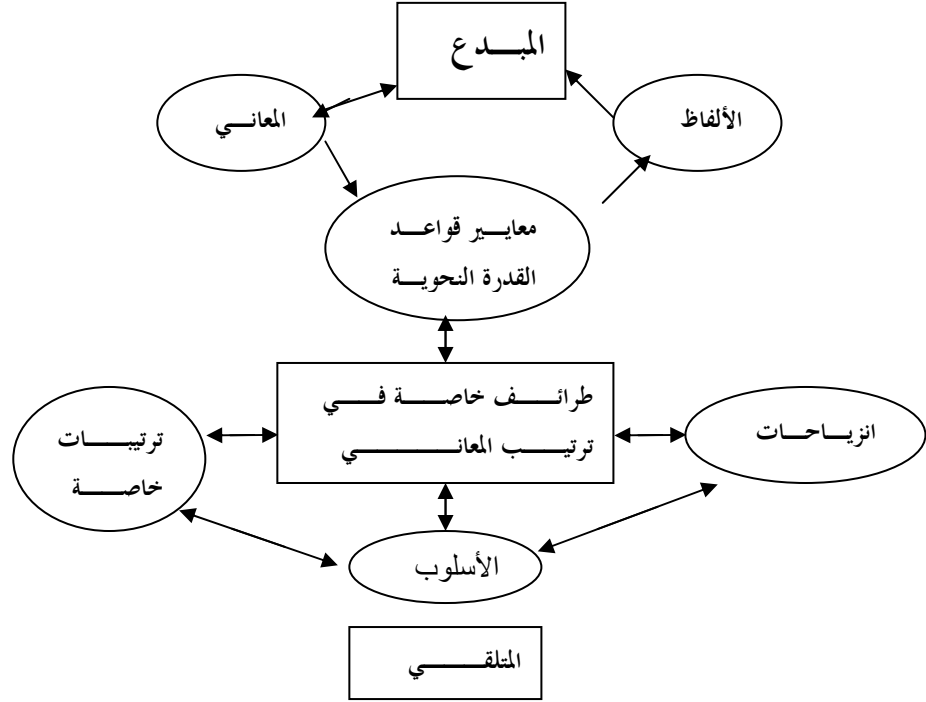 المبدع
الألفاظ
المعاني
معايير قواعد
القدرة النحوية
طرائف خاصة في
ترتيب المعاني
انزياحات
ترتيبات
خاصة
الأسلوب
المتلقي